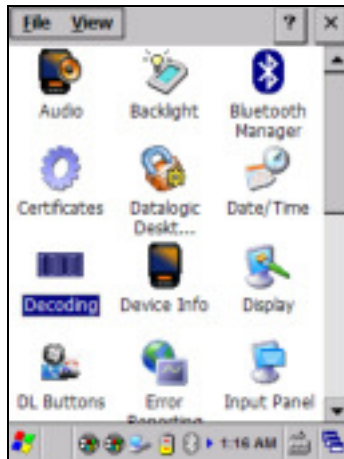 File View ? ×
Audio Backlight Bluetooth
Manager
Certificates Datalogic Date/Time
Deskt...
Decoding Device Info Display
DL Buttons Error Input Panel
Reporting
1:16 AM